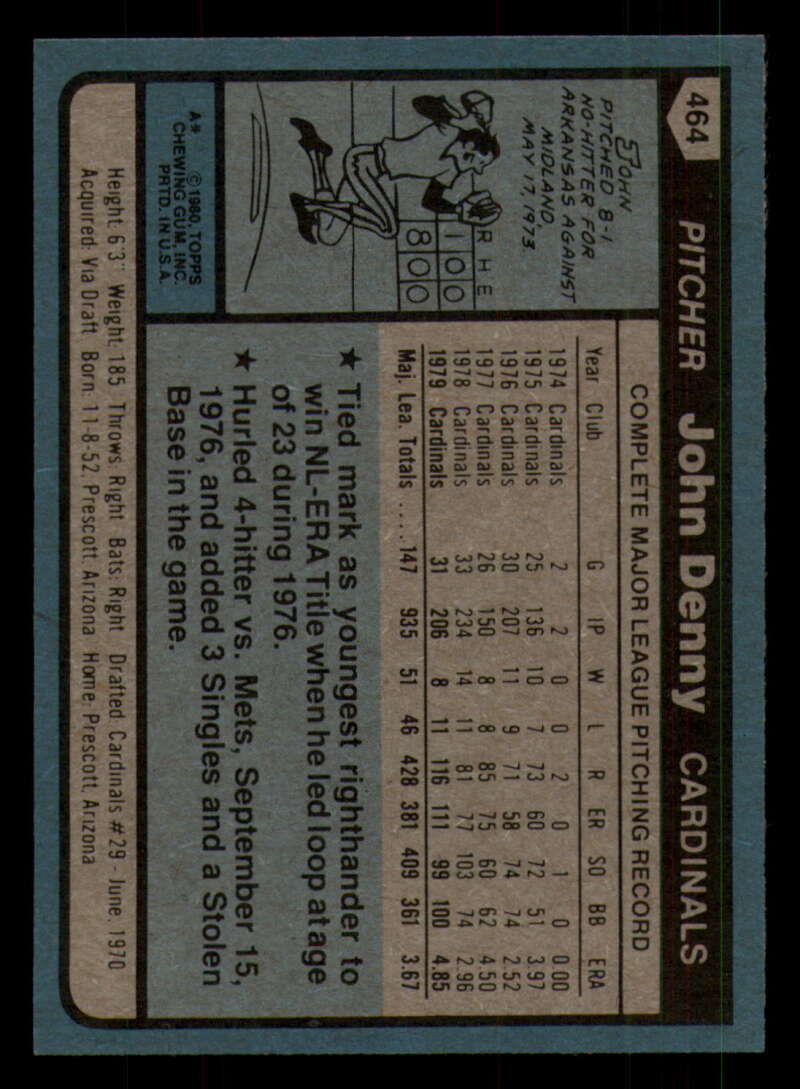 464 PITCHER John Denny CARDINALS
JOHN
PITCHED 8-1
NO-HITTER FOR
ARKANSAS AGAINST
MIDLAND,
MAY 17, 1973.
R H E
1 0 0
8 0 0
A* © 1980, TOPPS
CHEWING GUM, INC.
PRTD. IN U.S.A.
COMPLETE MAJOR LEAGUE PITCHING RECORD
Year Club G IP W L R ER SO BB ERA
1974 Cardinals 2 2 0 0 2 0 1 0 0.00
1975 Cardinals 25 136 10 7 73 60 72 51 3.97
1976 Cardinals 30 207 11 9 71 58 74 74 2.52
1977 Cardinals 26 150 8 8 85 75 60 62 4.50
1978 Cardinals 33 234 14 11 81 77 103 74 2.96
1979 Cardinals 31 206 8 11 116 111 99 100 4.85
Maj. Lea. Totals .... 147 935 51 46 428 381 409 361 3.67
★ Tied mark as youngest righthander to
win NL-ERA Title when he led loop at age
of 23 during 1976.
★ Hurled 4-hitter vs. Mets, September 15,
1976, and added 3 Singles and a Stolen
Base in the game.
Height: 6'3" Weight: 185 Throws: Right Bats: Right Drafted: Cardinals #29 - June, 1970
Acquired: Via Draft Born: 11-8-52, Prescott, Arizona Home: Prescott, Arizona